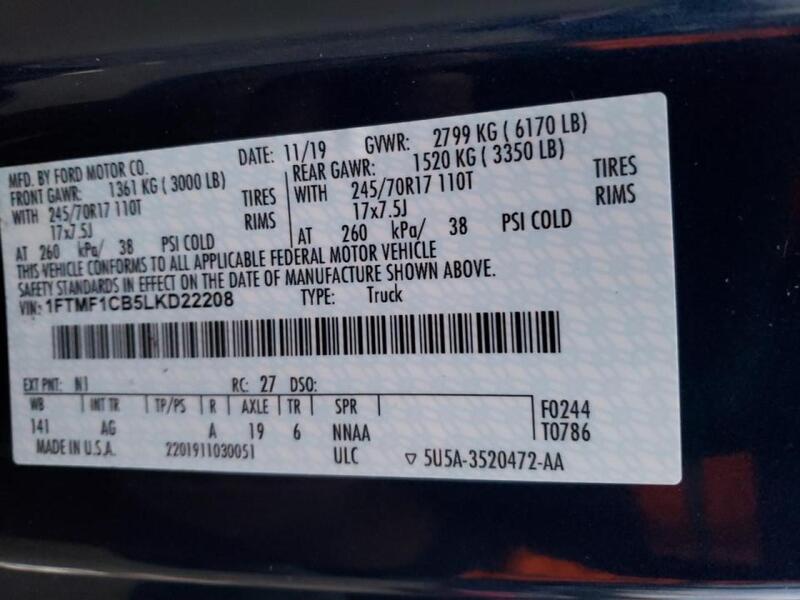 MFD. BY FORD MOTOR CO. DATE: 11/19 GVWR: 2799 KG ( 6170 LB)
FRONT GAWR: 1361 KG ( 3000 LB) REAR GAWR: 1520 KG ( 3350 LB)
WITH 245/70R17 110T TIRES WITH 245/70R17 110T TIRES
17x7.5J RIMS 17x7.5J RIMS
AT 260 kPa/ 38 PSI COLD AT 260 kPa/ 38 PSI COLD
THIS VEHICLE CONFORMS TO ALL APPLICABLE FEDERAL MOTOR VEHICLE
SAFETY STANDARDS IN EFFECT ON THE DATE OF MANUFACTURE SHOWN ABOVE.
VIN: 1FTMF1CB5LKD22208 TYPE: Truck
EXT PNT: N1 RC: 27 DSO:
WB INT TR TP/PS R AXLE TR SPR F0244
141 AG A 19 6 NNAA T0786
MADE IN U.S.A. 2201911030051 ULC ▽ 5U5A-3520472-AA